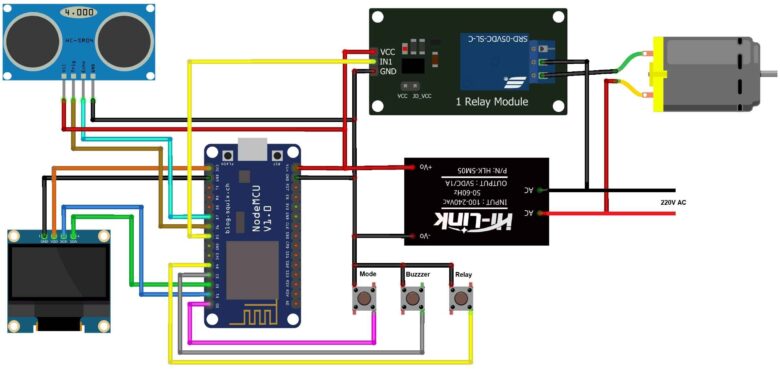 4.000
HC-SR04
Vcc
Trig
Echo
GND
VCC
IN1
GND
SRD-05VDC-SL-C
VCC JD_VCC
1 Relay Module
FLASH
RST
blog.squix.ch
NodeMCU
V1.0
+Vo
-Vo
AC
AC
Hi-Link
INPUT : 100-240Vac
50-60Hz
OUTPUT : 5VDC/1A
P/N: HLK-5M05
220V AC
GND VDD SCK SDA
Mode
Buzzzer
Relay